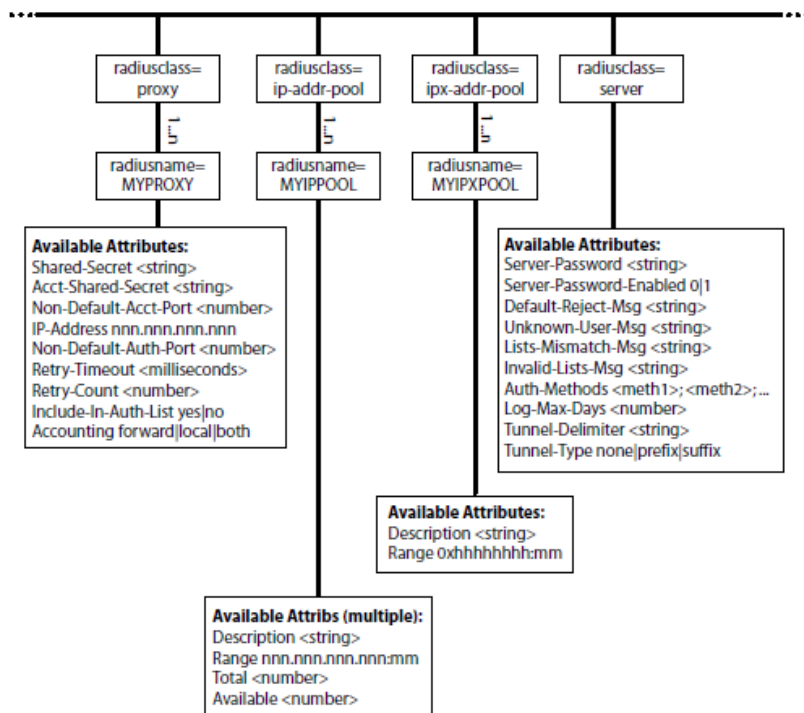 radiusclass=
proxy
radiusclass=
ip-addr-pool
radiusclass=
ipx-addr-pool
radiusclass=
server
1...n
1...n
1...n
radiusname=
MYPROXY
radiusname=
MYIPPOOL
radiusname=
MYIPXPOOL
Available Attributes:
Shared-Secret <string>
Acct-Shared-Secret <string>
Non-Default-Acct-Port <number>
IP-Address nnn.nnn.nnn.nnn
Non-Default-Auth-Port <number>
Retry-Timeout <milliseconds>
Retry-Count <number>
Include-In-Auth-List yes|no
Accounting forward|local|both
Available Attributes:
Server-Password <string>
Server-Password-Enabled 0|1
Default-Reject-Msg <string>
Unknown-User-Msg <string>
Lists-Mismatch-Msg <string>
Invalid-Lists-Msg <string>
Auth-Methods <meth1>; <meth2>; ...
Log-Max-Days <number>
Tunnel-Delimiter <string>
Tunnel-Type none|prefix|suffix
Available Attributes:
Description <string>
Range 0xhhhhhhhh:mm
Available Attribs (multiple):
Description <string>
Range nnn.nnn.nnn.nnn:mm
Total <number>
Available <number>